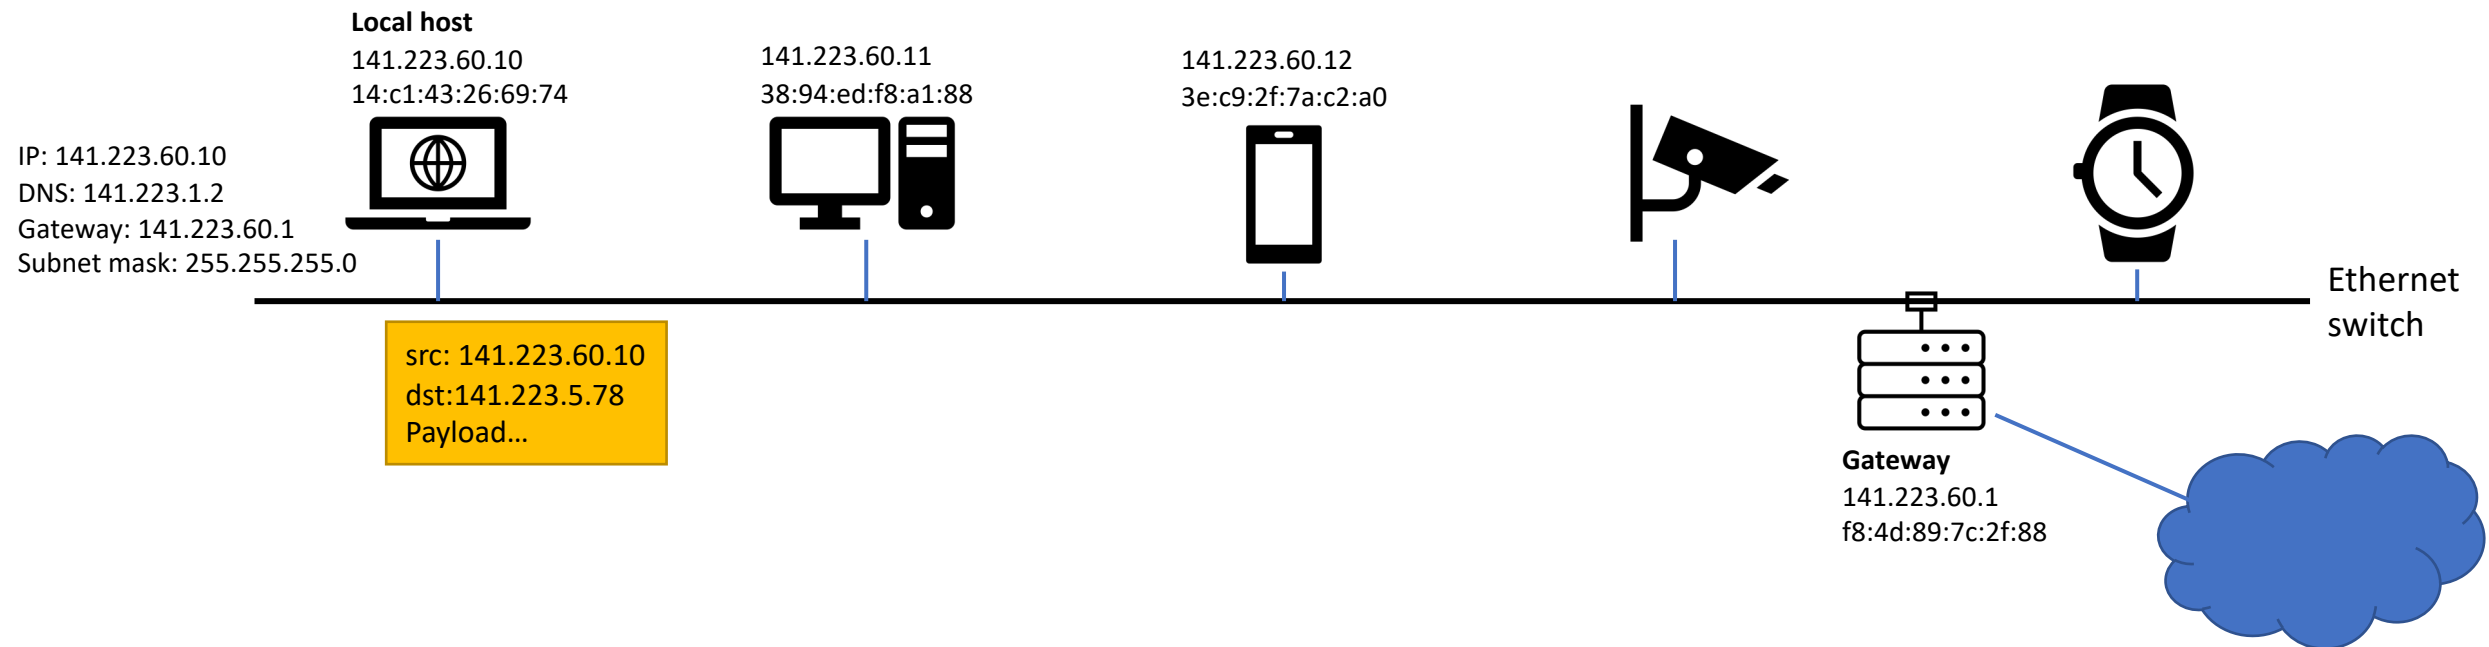 Local host
141.223.60.10
14:c1:43:26:69:74
141.223.60.11
38:94:ed:f8:a1:88
141.223.60.12
3e:c9:2f:7a:c2:a0
IP: 141.223.60.10
DNS: 141.223.1.2
Gateway: 141.223.60.1
Subnet mask: 255.255.255.0
Ethernet
switch
src: 141.223.60.10
dst:141.223.5.78
Payload...
Gateway
141.223.60.1
f8:4d:89:7c:2f:88